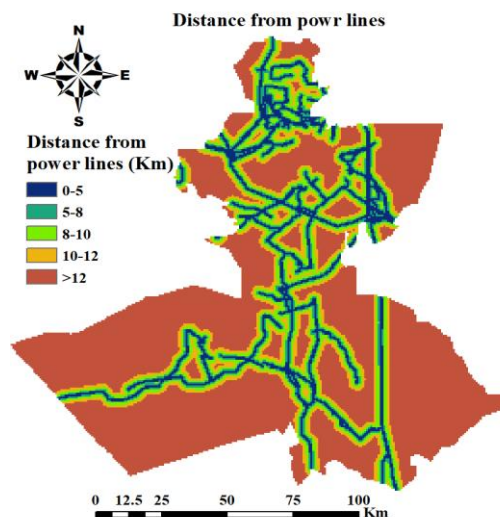 Distance from powr lines
N
W E
S
Distance from
power lines (Km)
0-5
5-8
8-10
10-12
>12
0 12.5 25 50 75 100
Km